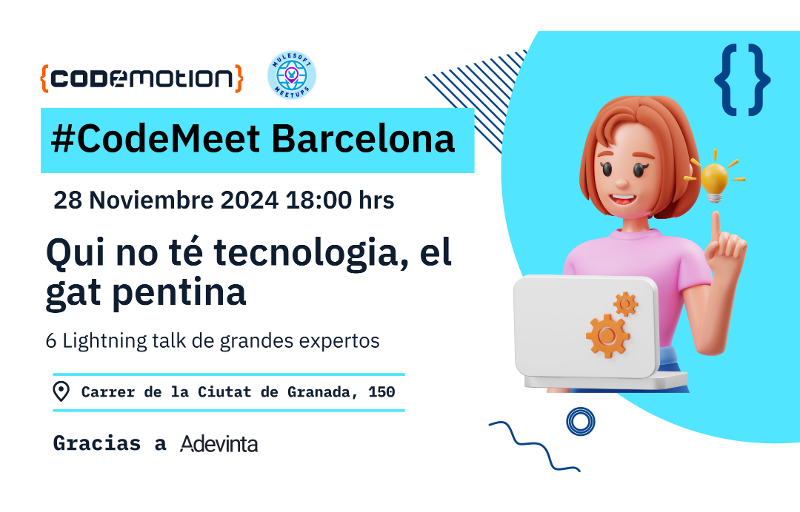 {CODEMOTION}
MULESOFT
MEETUPS
#CodeMeet Barcelona
28 Noviembre 2024 18:00 hrs
Qui no té tecnologia, el
gat pentina
6 Lightning talk de grandes expertos
Carrer de la Ciutat de Granada, 150
Gracias a Adevinta
{}